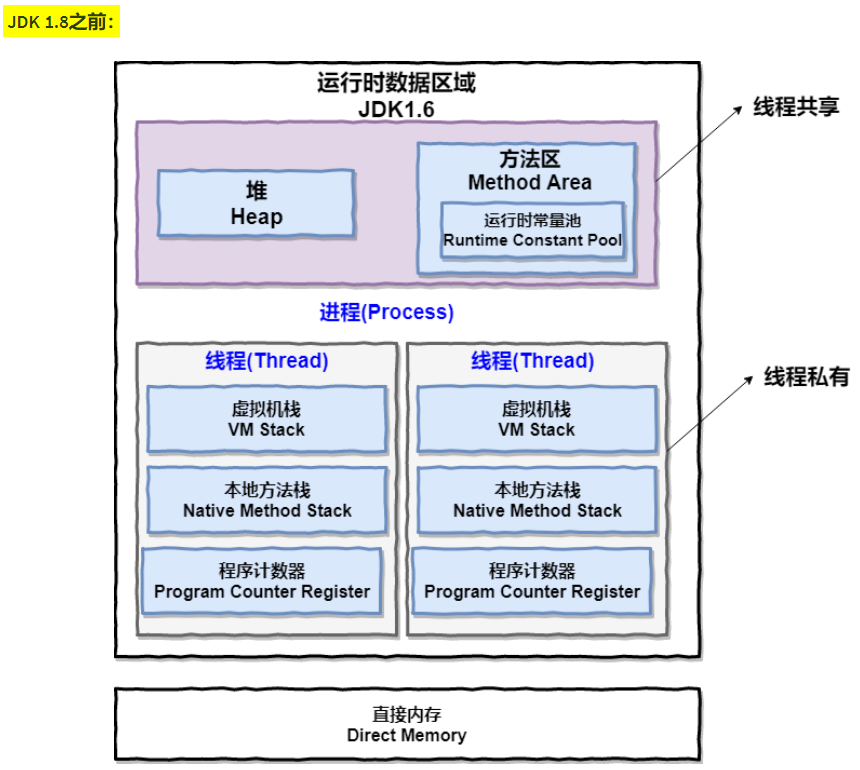 JDK 1.8之前：
运行时数据区域
JDK1.6
线程共享
堆
Heap
方法区
Method Area
运行时常量池
Runtime Constant Pool
进程(Process)
线程(Thread)
虚拟机栈
VM Stack
本地方法栈
Native Method Stack
程序计数器
Program Counter Register
线程(Thread)
虚拟机栈
VM Stack
本地方法栈
Native Method Stack
程序计数器
Program Counter Register
线程私有
直接内存
Direct Memory